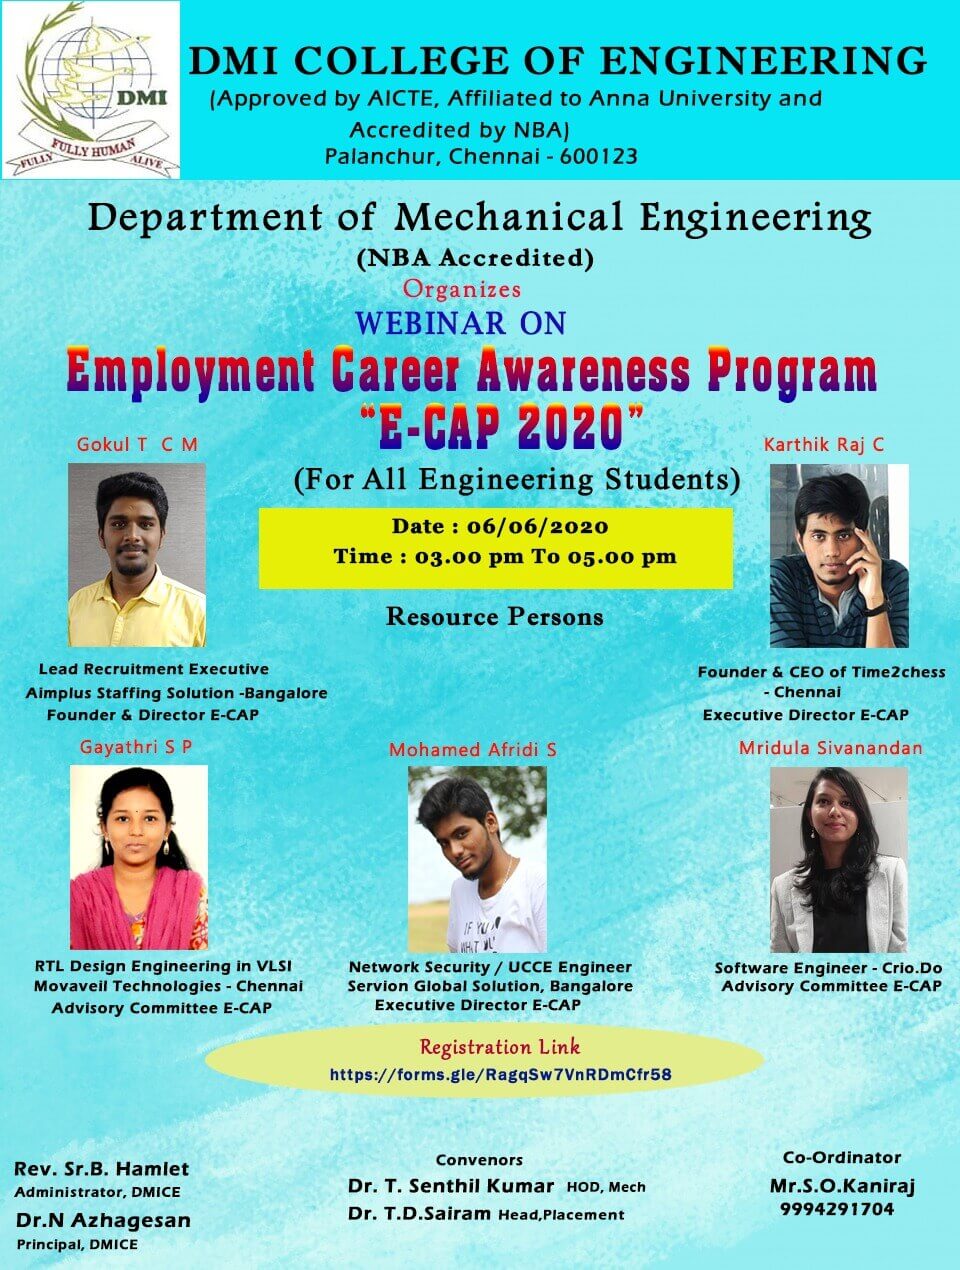 DMI
FULLY HUMAN
FULLY ALIVE
DMI COLLEGE OF ENGINEERING
(Approved by AICTE, Affiliated to Anna University and
Accredited by NBA)
Palanchur, Chennai - 600123
Department of Mechanical Engineering
(NBA Accredited)
Organizes
WEBINAR ON
Employment Career Awareness Program
"E-CAP 2020"
(For All Engineering Students)
Date : 06/06/2020
Time : 03.00 pm To 05.00 pm
Resource Persons
Gokul T C M
Lead Recruitment Executive
Aimplus Staffing Solution -Bangalore
Founder & Director E-CAP
Karthik Raj C
Founder & CEO of Time2chess
- Chennai
Executive Director E-CAP
Gayathri S P
RTL Design Engineering in VLSI
Movaveil Technologies - Chennai
Advisory Committee E-CAP
Mohamed Afridi S
IF YOU
WHAT
Network Security / UCCE Engineer
Servion Global Solution, Bangalore
Executive Director E-CAP
Mridula Sivanandan
Software Engineer - Crio.Do
Advisory Committee E-CAP
Registration Link
https://forms.gle/RagqSw7VnRDmCfr58
Rev. Sr.B. Hamlet
Administrator, DMICE
Dr.N Azhagesan
Principal, DMICE
Convenors
Dr. T. Senthil Kumar HOD, Mech
Dr. T.D.Sairam Head,Placement
Co-Ordinator
Mr.S.O.Kaniraj
9994291704